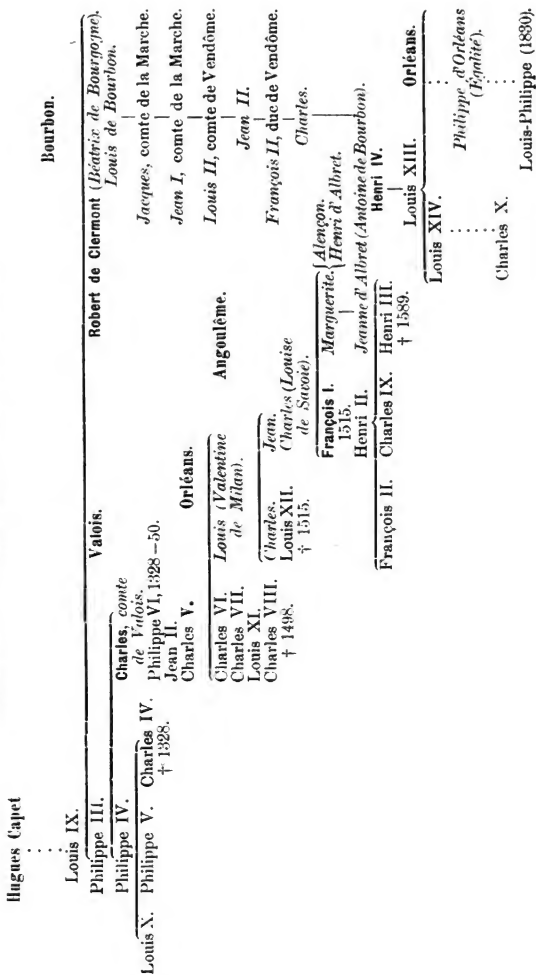 Hugues Capet
Bourbon.
Louis IX.
Philippe III.
Valois.
Robert de Clermont (Béatrix de Bourgogne).
Louis de Bourbon.
Philippe IV.
Charles, comte
de Valois.
Jacques, comte de la Marche.
Louis X. Philippe V. Charles IV.
† 1328.
Philippe VI, 1328–50.
Jean II.
Charles V.
Orléans.
Jean I, comte de la Marche.
Louis II, comte de Vendôme.
Charles VI.
Charles VII.
Louis XI.
Charles VIII.
† 1498.
Louis (Valentine
de Milan).
Angoulême.
Jean II.
François II, duc de Vendôme.
Charles.
Louis XII.
† 1515.
Jean.
Charles (Louise
de Savoie).
Charles.
François I.
1515.
Marguerite.
Alençon.
Henri d'Albret.
Henri II.
Jeanne d'Albret (Antoine de Bourbon).
Henri IV.
François II. Charles IX. Henri III.
† 1589.
Louis XIII.
Louis XIV.
Orléans.
Philippe d'Orléans
(Égalité).
Charles X.
Louis-Philippe (1830).